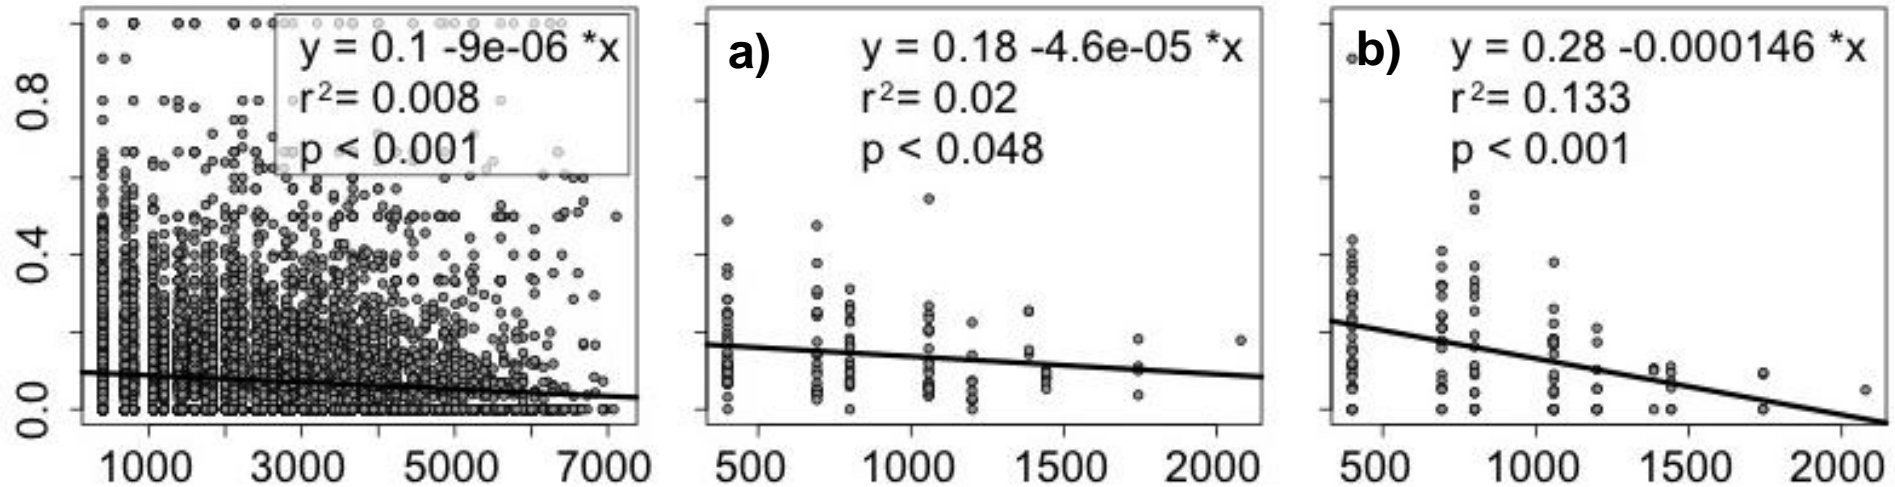 y = 0.1 -9e-06 *x
r²= 0.008
p < 0.001
0.0
0.4
0.8
1000
3000
5000
7000
a)
y = 0.18 -4.6e-05 *x
r²= 0.02
p < 0.048
500
1000
1500
2000
b)
y = 0.28 -0.000146 *x
r²= 0.133
p < 0.001
500
1000
1500
2000